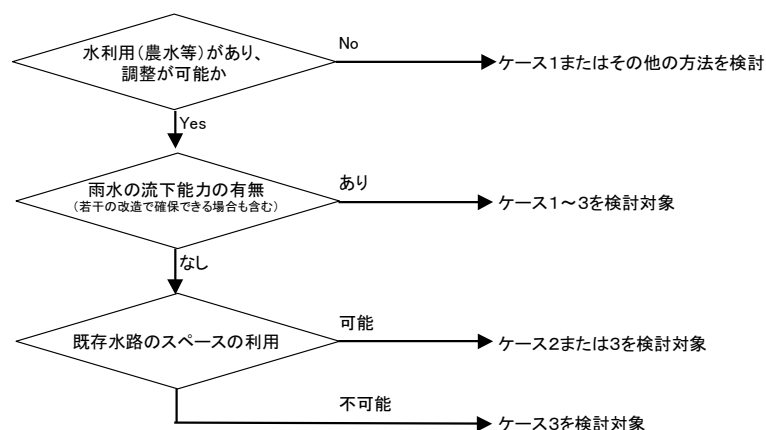 水利用(農水等)があり、
調整が可能か
No
ケース1またはその他の方法を検討
Yes
雨水の流下能力の有無
(若干の改造で確保できる場合も含む)
あり
ケース1～3を検討対象
なし
既存水路のスペースの利用
可能
ケース2または3を検討対象
不可能
ケース3を検討対象